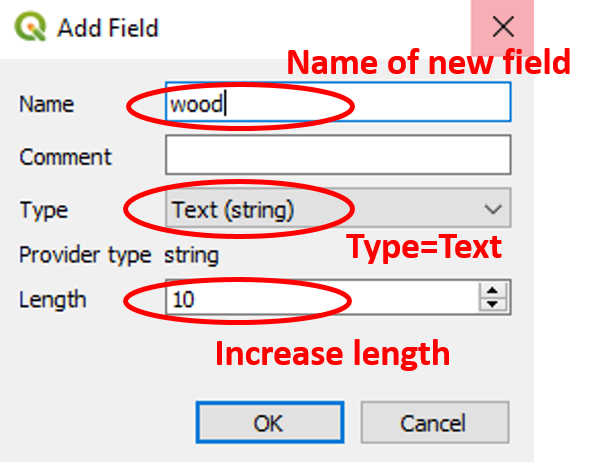 Add Field
Name of new field
Name wood
Comment
Type Text (string)
Type=Text
Provider type string
Length 10
Increase length
OK Cancel